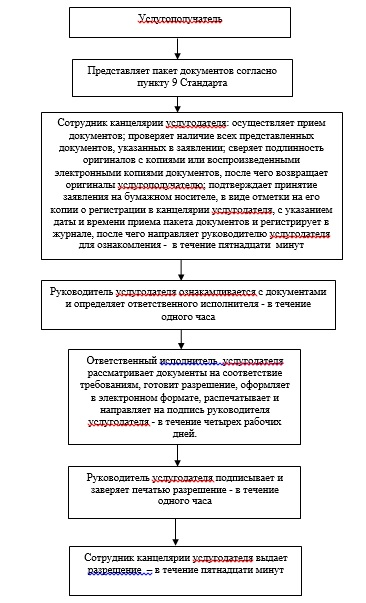 Услугополучатель
Представляет пакет документов согласно
пункту 9 Стандарта
Сотрудник канцелярии услугодателя: осуществляет прием
документов; проверяет наличие всех представленных
документов, указанных в заявлении; сверяет подлинность
оригиналов с копиями или воспроизведенными
электронными копиями документов, после чего возвращает
оригиналы услугополучателю; подтверждает принятие
заявления на бумажном носителе, в виде отметки на его
копии о регистрации в канцелярии услугодателя, с указанием
даты и времени приема пакета документов и регистрирует в
журнале, после чего направляет руководителю услугодателя
для ознакомления - в течение пятнадцати минут
Руководитель услугодателя ознакамливается с документами
и определяет ответственного исполнителя - в течение
одного часа
Ответственный исполнитель услугодателя
рассматривает документы на соответствие
требованиям, готовит разрешение, оформляет
в электронном формате, распечатывает и
направляет на подпись руководителя
услугодателя - в течение четырех рабочих
дней.
Руководитель услугодателя подписывает и
заверяет печатью разрешение - в течение
одного часа
Сотрудник канцелярии услугодателя выдает
разрешение – в течение пятнадцати минут